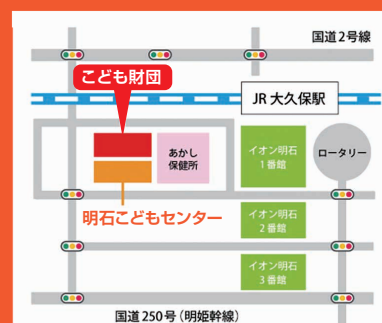 国道2号線
こども財団
JR 大久保駅
あかし
保健所
イオン明石
1番館
ロータリー
明石こどもセンター
イオン明石
2番館
イオン明石
3番館
国道250号(明姫幹線)